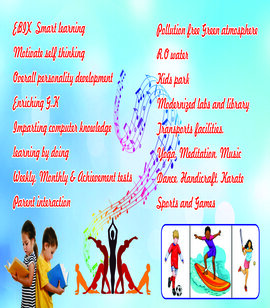 EBIX Smart learning
Motivate self thinking
Overall personality development
Enriching G.K
Imparting computer knowledge
learning by doing
Weekly, Monthly & Achievement tests
Parent interaction
Pollution free Green atmosphere
R.O water
Kids park
Modernized labs and library
Transports facilities.
Yoga, Meditation, Music
Dance, Handicraft, Karate
Sports and Games